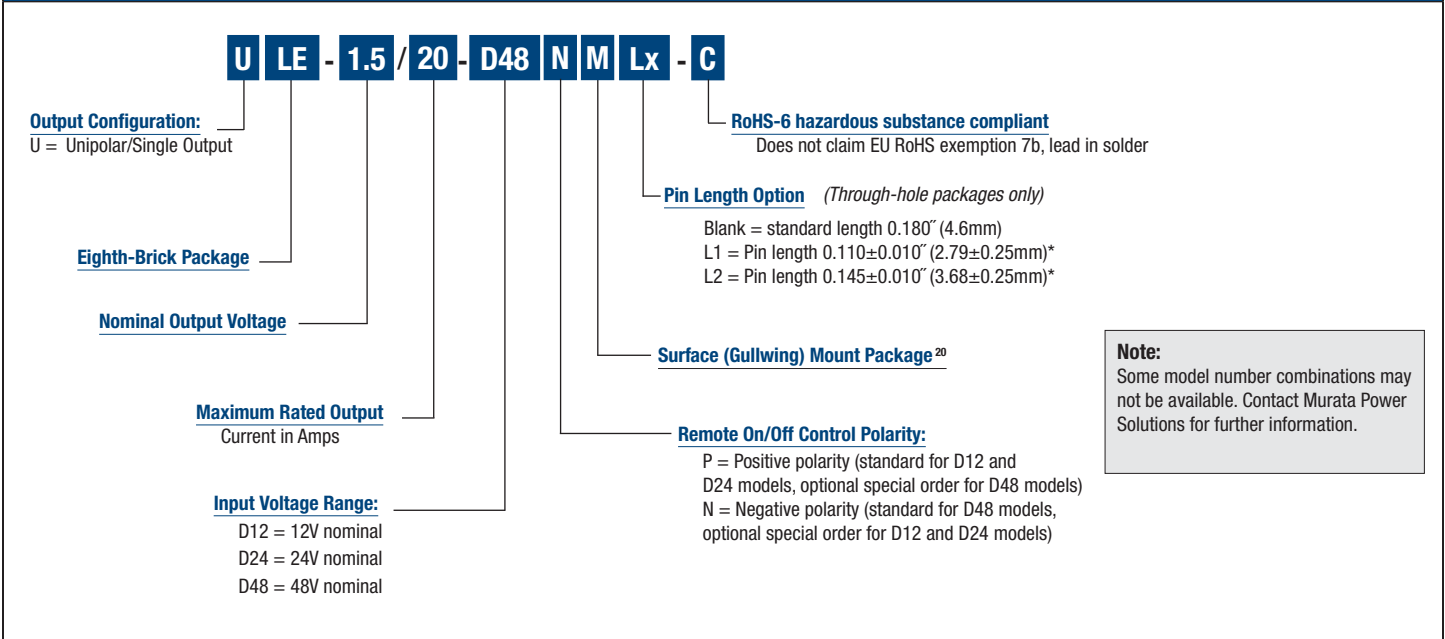 U LE - 1.5 / 20 - D48 N M Lx - C
Output Configuration:
U = Unipolar/Single Output
Eighth-Brick Package
Nominal Output Voltage
Maximum Rated Output
Current in Amps
Input Voltage Range:
D12 = 12V nominal
D24 = 24V nominal
D48 = 48V nominal
RoHS-6 hazardous substance compliant
Does not claim EU RoHS exemption 7b, lead in solder
Pin Length Option (Through-hole packages only)
Blank = standard length 0.180˝ (4.6mm)
L1 = Pin length 0.110±0.010˝ (2.79±0.25mm)*
L2 = Pin length 0.145±0.010˝ (3.68±0.25mm)*
Surface (Gullwing) Mount Package 20
Remote On/Off Control Polarity:
P = Positive polarity (standard for D12 and
D24 models, optional special order for D48 models)
N = Negative polarity (standard for D48 models,
optional special order for D12 and D24 models)
Note:
Some model number combinations may
not be available. Contact Murata Power
Solutions for further information.